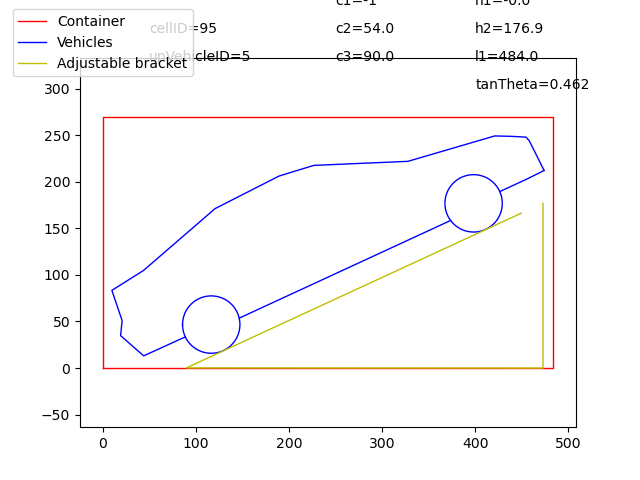 c1=-1 h1=-0.0
Container
cellID=95 c2=54.0 h2=176.9
Vehicles
upVehicleID=5 c3=90.0 l1=484.0
Adjustable bracket
tanTheta=0.462
300
250
200
150
100
50
0
−50
0 100 200 300 400 500